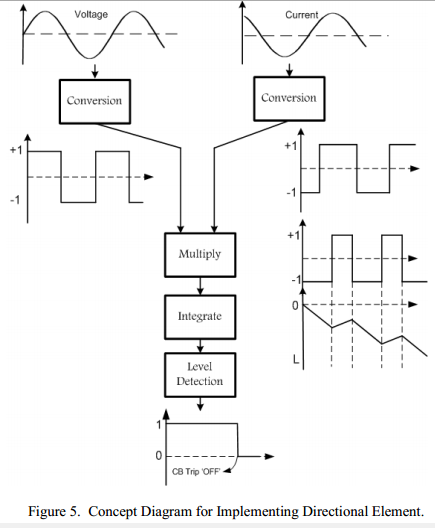 Voltage
Current
Conversion
Conversion
+1
-1
+1
-1
Multiply
+1
-1
0
Integrate
L
Level
Detection
1
0
CB Trip 'OFF'
Figure 5. Concept Diagram for Implementing Directional Element.